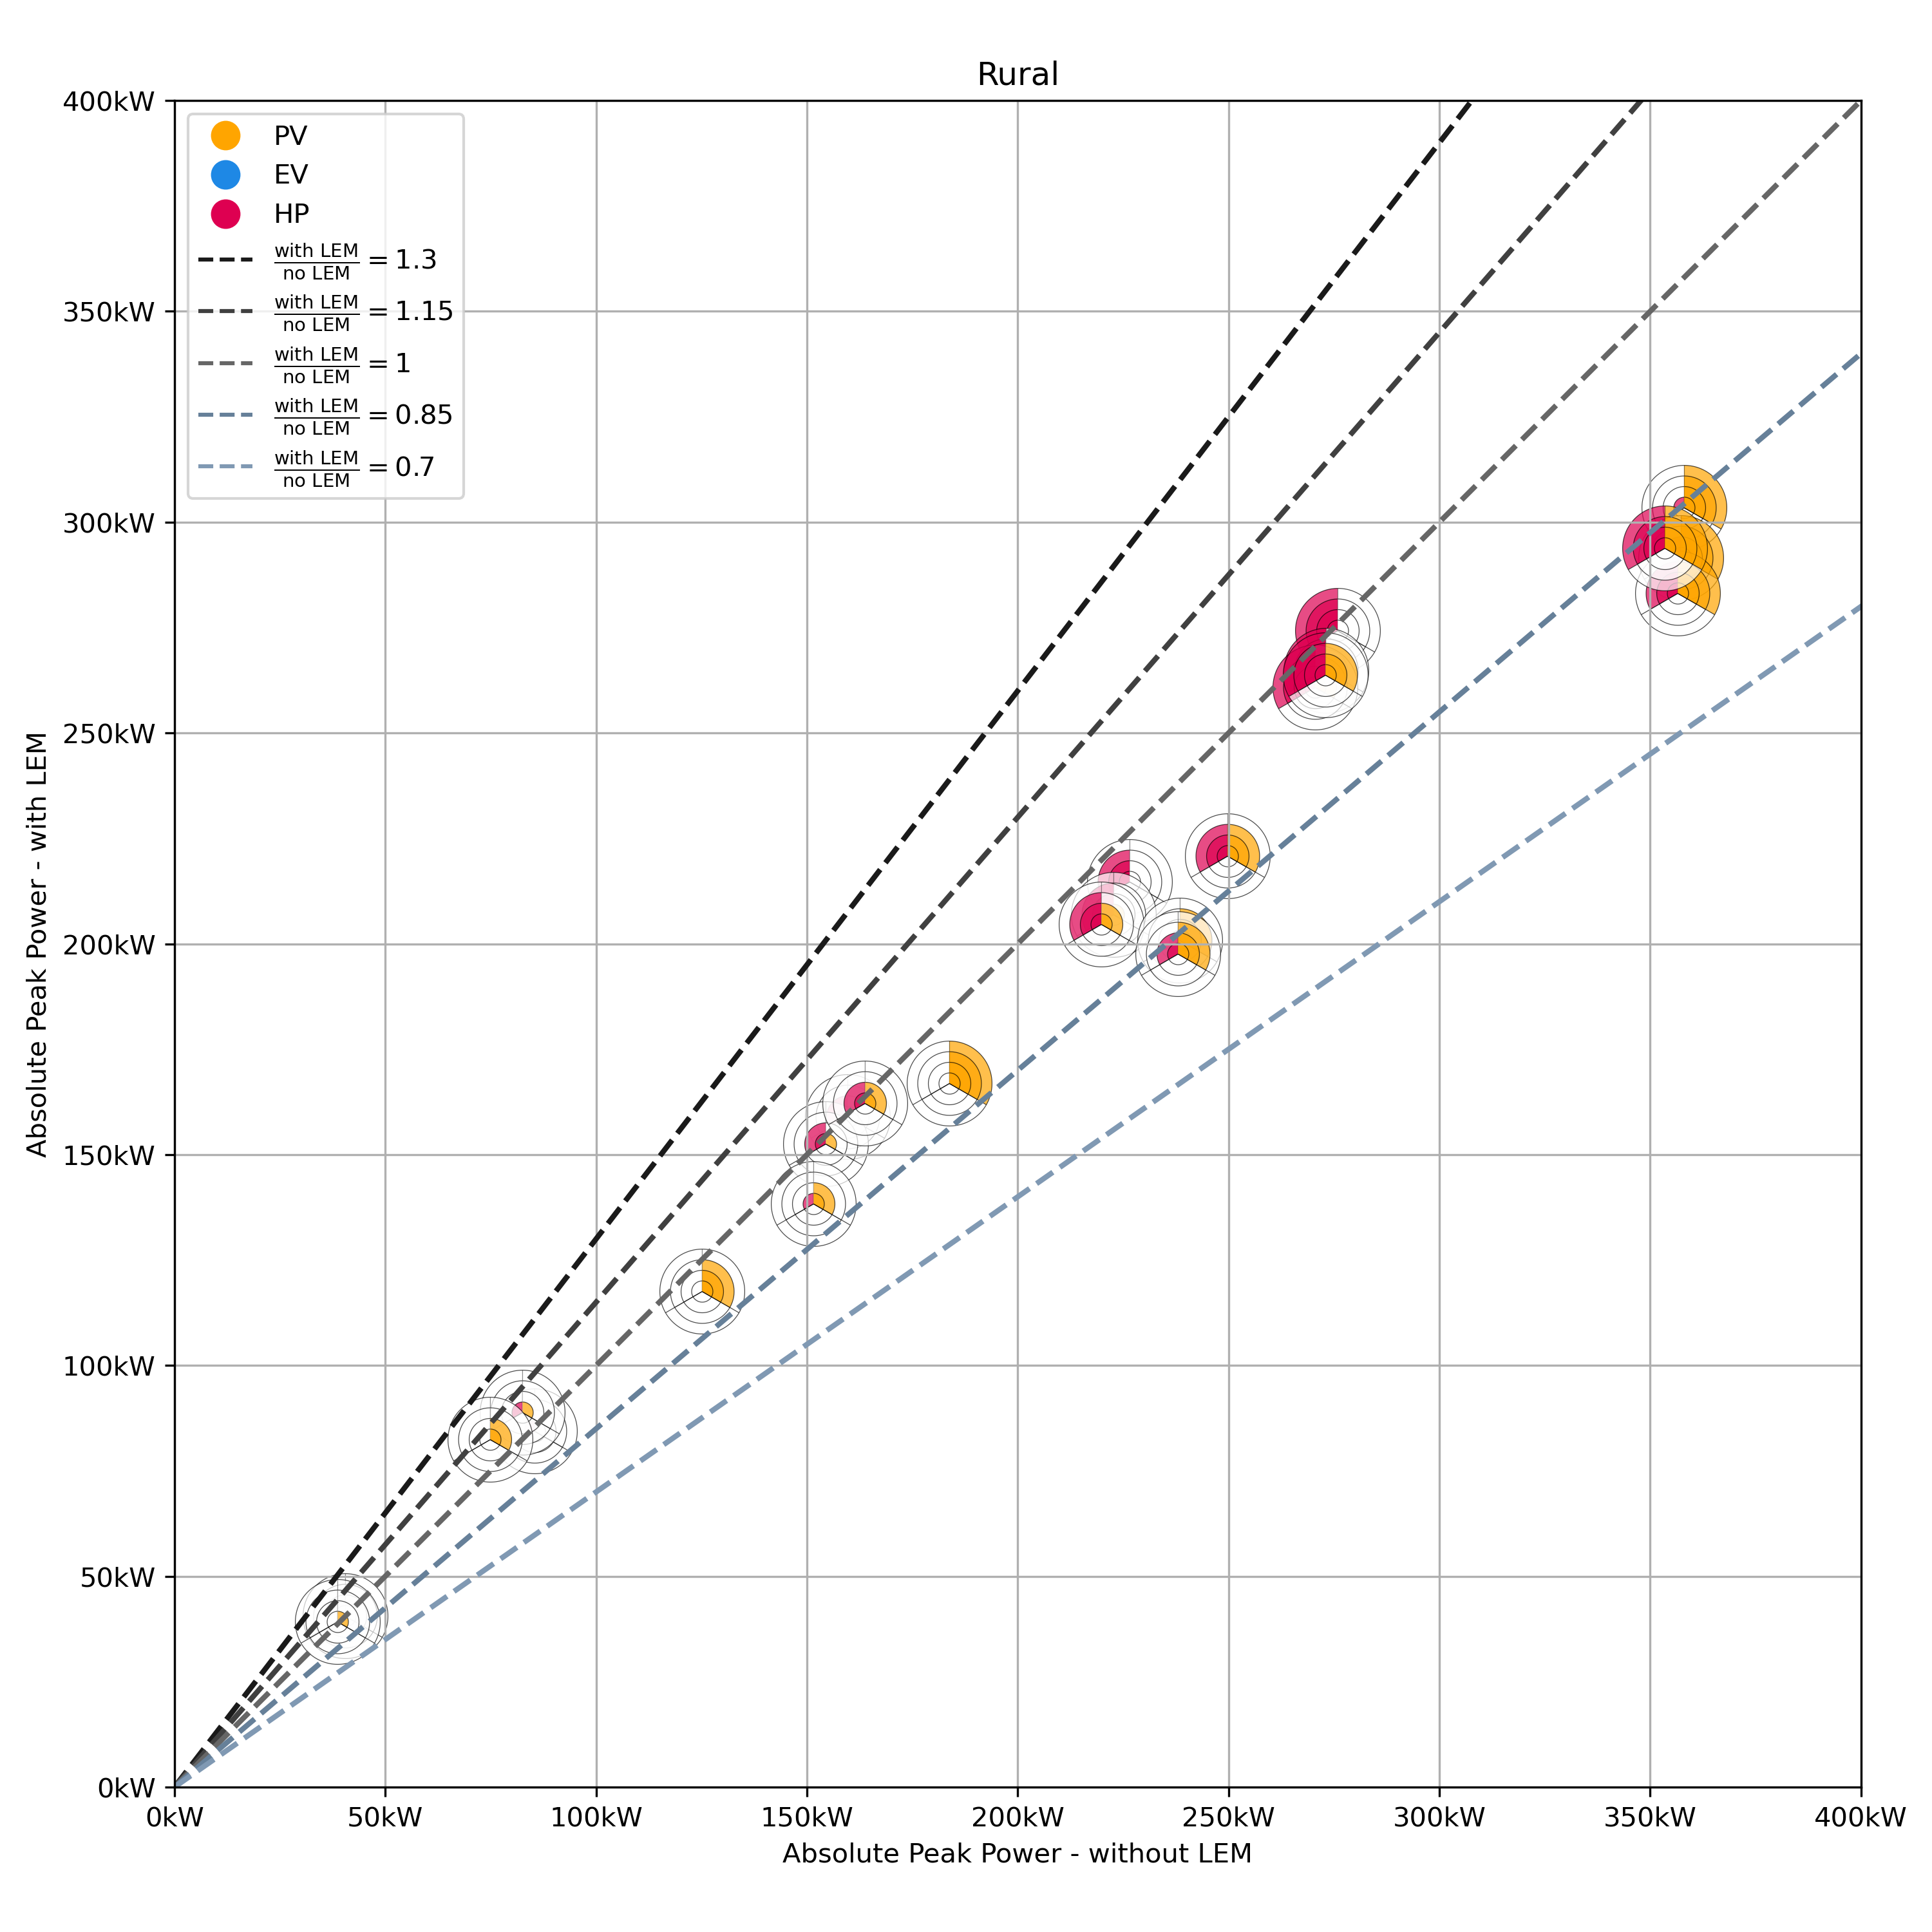 Rural
400kW
350kW
300kW
250kW
200kW
150kW
100kW
50kW
0kW
Absolute Peak Power - with LEM
PV
EV
HP
with LEM
no LEM = 1.3
with LEM
no LEM = 1.15
with LEM
no LEM = 1
with LEM
no LEM = 0.85
with LEM
no LEM = 0.7
0kW 50kW 100kW 150kW 200kW 250kW 300kW 350kW 400kW
Absolute Peak Power - without LEM